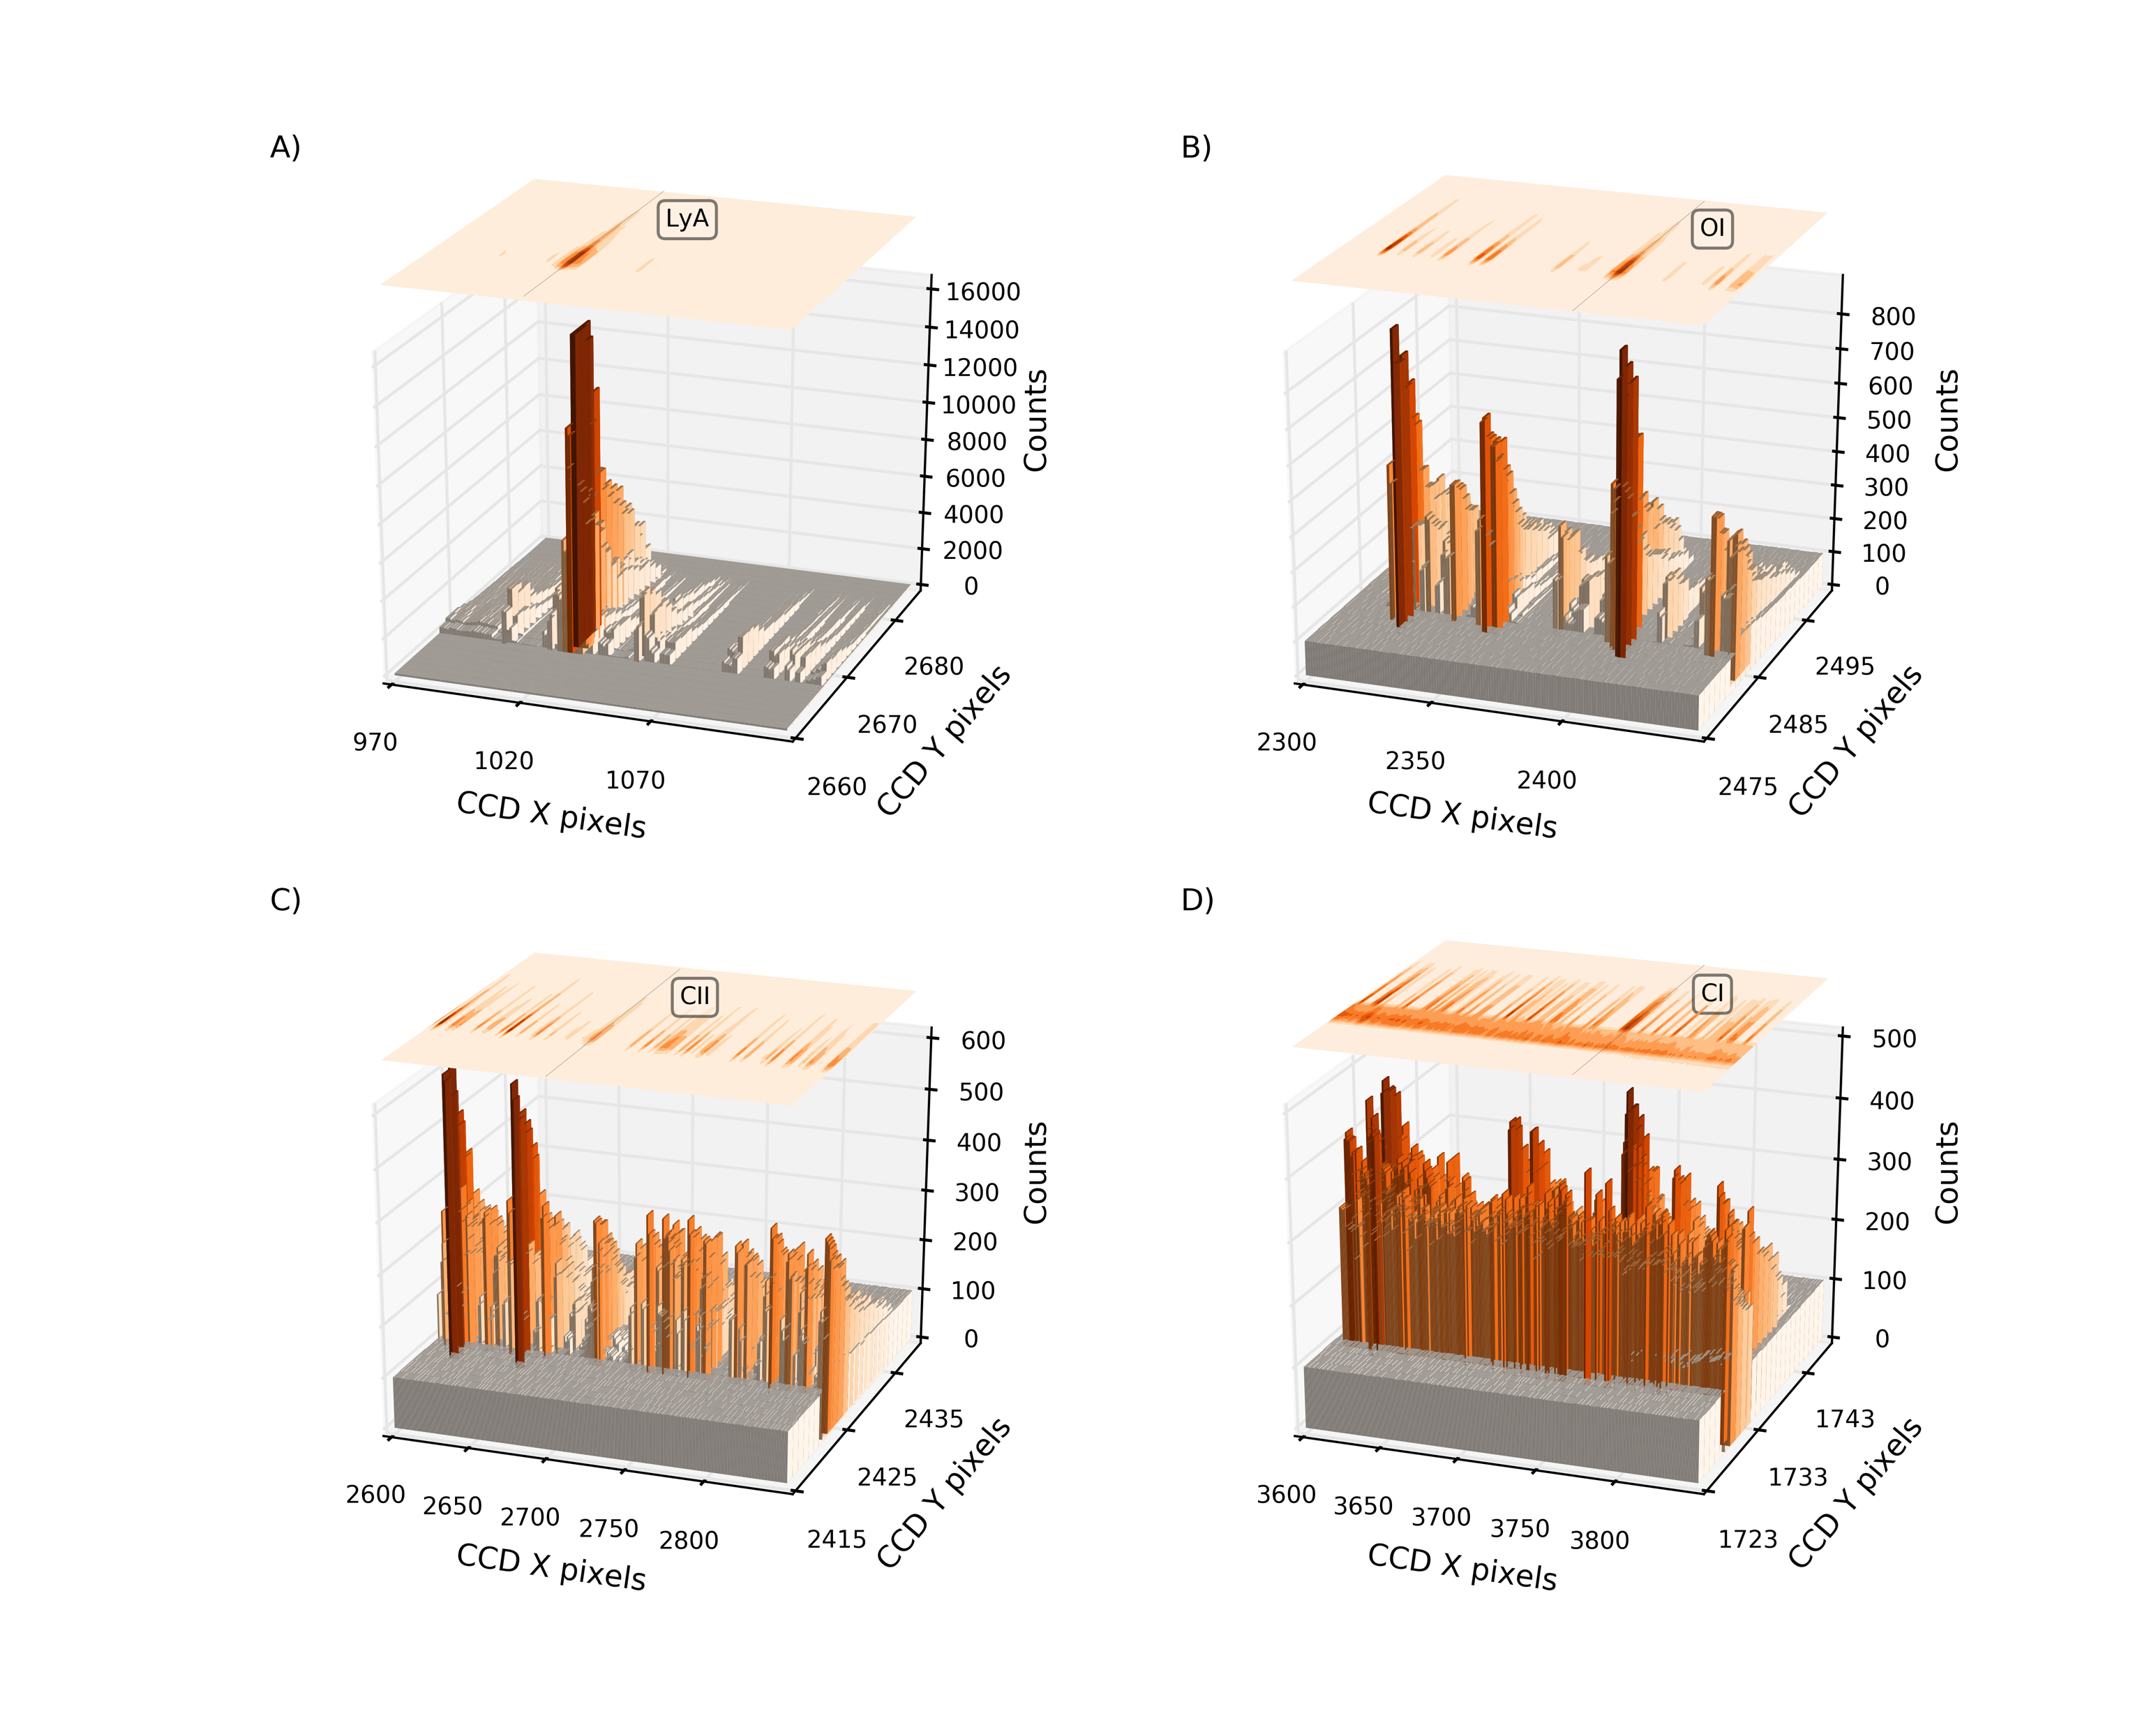 A)
LyA
16000
14000
12000
10000
8000
6000
4000
2000
0
Counts
970
1020
1070
CCD X pixels
2660
2670
2680
CCD Y pixels
B)
OI
800
700
600
500
400
300
200
100
0
Counts
2300
2350
2400
CCD X pixels
2475
2485
2495
CCD Y pixels
C)
CII
600
500
400
300
200
100
0
Counts
2600
2650
2700
2750
2800
CCD X pixels
2415
2425
2435
CCD Y pixels
D)
CI
500
400
300
200
100
0
Counts
3600
3650
3700
3750
3800
CCD X pixels
1723
1733
1743
CCD Y pixels